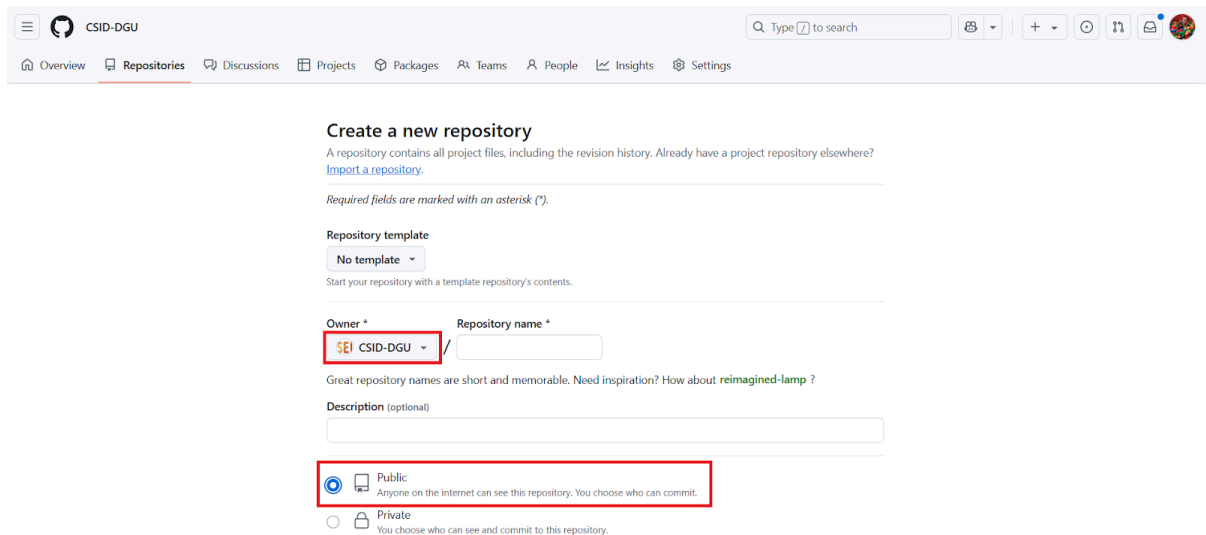 CSID-DGU
Type / to search
Overview Repositories Discussions Projects Packages Teams People Insights Settings
Create a new repository
A repository contains all project files, including the revision history. Already have a project repository elsewhere?
Import a repository.
Required fields are marked with an asterisk (*).
Repository template
No template
Start your repository with a template repository's contents.
Owner * Repository name *
SEI CSID-DGU /
Great repository names are short and memorable. Need inspiration? How about reimagined-lamp ?
Description (optional)
Public
Anyone on the internet can see this repository. You choose who can commit.
Private
You choose who can see and commit to this repository.